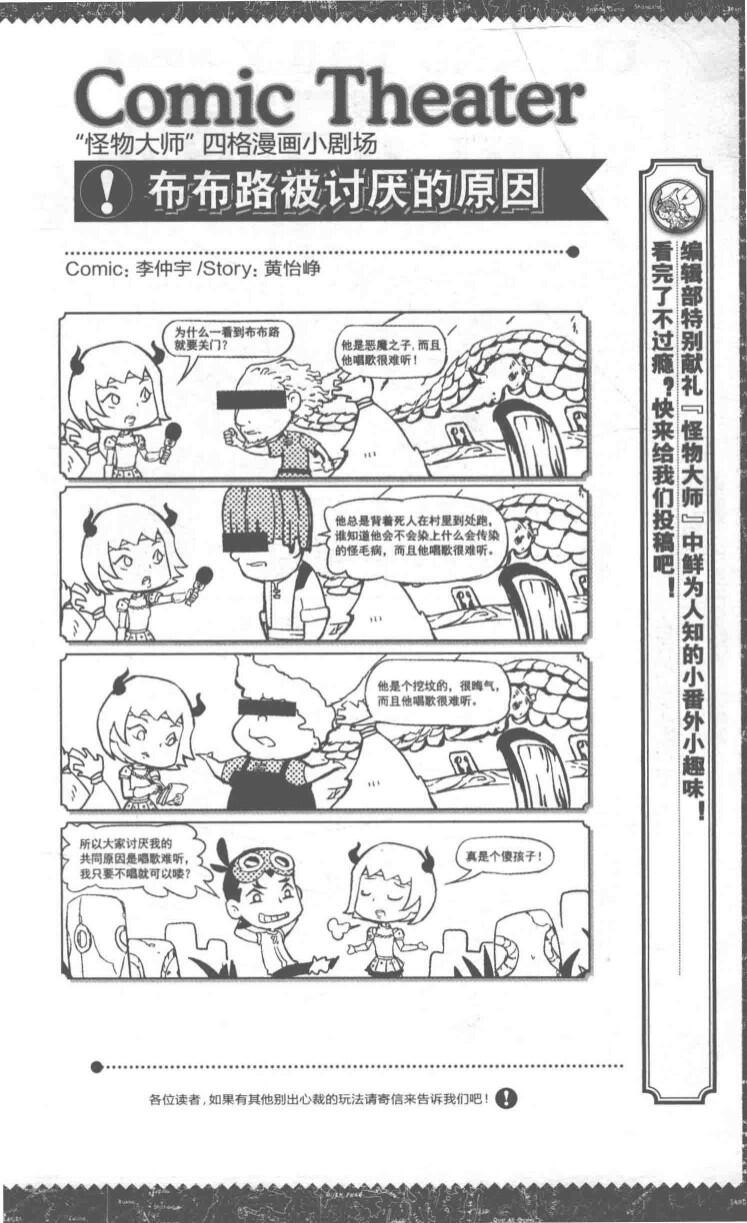 Comic Theater
“怪物大师”四格漫画小剧场
! 布布路被讨厌的原因
Comic: 李仲宇 /Story: 黄怡峥
为什么一看到布布路
就要关门?
他是恶魔之子,而且
他唱歌很难听!
他总是背着死人在村里到处跑,
谁知道他会不会染上什么会传染
的怪毛病,而且他唱歌很难听。
他是个挖坟的,很晦气,
而且他唱歌很难听。
所以大家讨厌我的
共同原因是唱歌难听,
我只要不唱就可以喽?
真是个傻孩子!
编辑部特别献礼『怪物大师』中鲜为人知的小番外小趣味!
看完了不过瘾?快来给我们投稿吧!
各位读者,如果有其他别出心裁的玩法请寄信来告诉我们吧! !